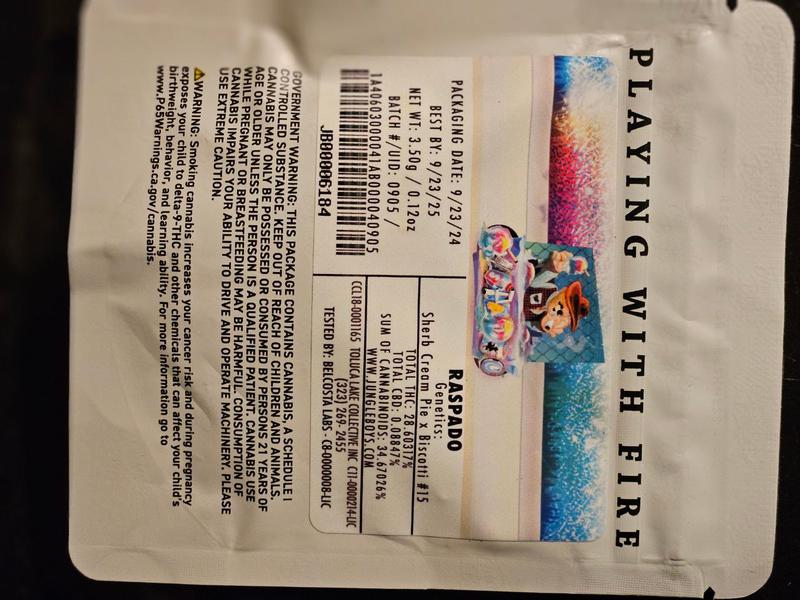 PLAYING WITH FIRE
PACKAGING DATE: 9/23/24
BEST BY: 9/23/25
NET WT: 3.50g / 0.12oz
BATCH #/UID: 0905 /
1A4060300041AB000040905
JB00006184
RASPADO
Genetics:
Sherb Cream Pie x Biscotti #15
TOTAL THC: 28.60317%
TOTAL CBD: 0.08847%
SUM OF CANNABINOIDS: 34.67026%
WWW.JUNGLEBOYS.COM
(323) 269-2455
CCL18-0001165 TOLUCA LAKE COLLECTIVE INC C11-0000214-LIC
TESTED BY: BELCOSTA LABS - C8-0000008-LIC
GOVERNMENT WARNING: THIS PACKAGE CONTAINS CANNABIS, A SCHEDULE I
CONTROLLED SUBSTANCE. KEEP OUT OF REACH OF CHILDREN AND ANIMALS.
CANNABIS MAY ONLY BE POSSESSED OR CONSUMED BY PERSONS 21 YEARS OF
AGE OR OLDER UNLESS THE PERSON IS A QUALIFIED PATIENT. CANNABIS USE
WHILE PREGNANT OR BREASTFEEDING MAY BE HARMFUL. CONSUMPTION OF
CANNABIS IMPAIRS YOUR ABILITY TO DRIVE AND OPERATE MACHINERY. PLEASE
USE EXTREME CAUTION.
WARNING: Smoking cannabis increases your cancer risk and during pregnancy
exposes your child to delta-9-THC and other chemicals that can affect your child's
birthweight, behavior, and learning ability. For more information go to
www.P65Warnings.ca.gov/cannabis.